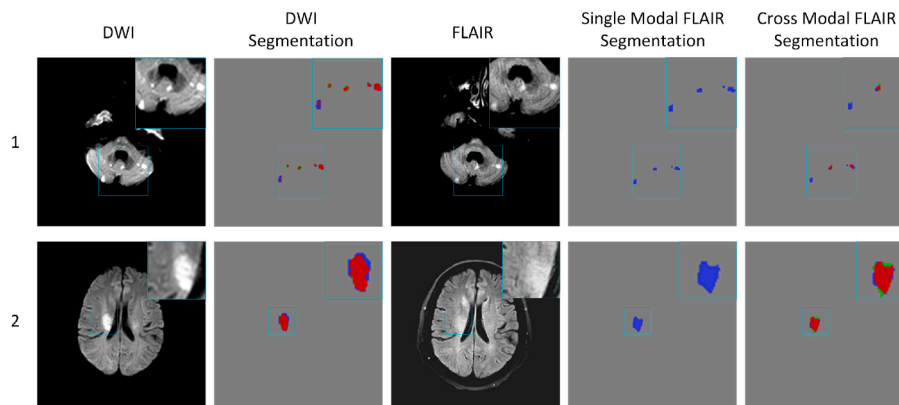 DWI
DWI
Segmentation
FLAIR
Single Modal FLAIR
Segmentation
Cross Modal FLAIR
Segmentation
1
2